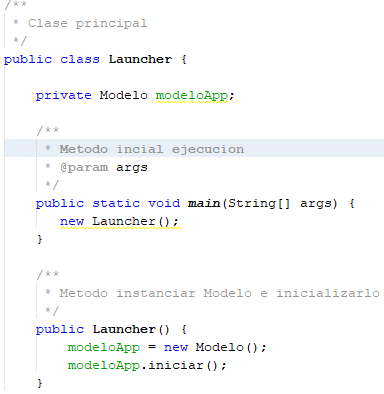 /**
 * Clase principal
 */
public class Launcher {
    private Modelo modeloApp;
    /**
     * Metodo incial ejecucion
     * @param args
     */
    public static void main(String[] args) {
       new Launcher();
    }
    /**
     * Metodo instanciar Modelo e inicializarlo
     */
    public Launcher() {
        modeloApp = new Modelo();
        modeloApp.iniciar();
    }